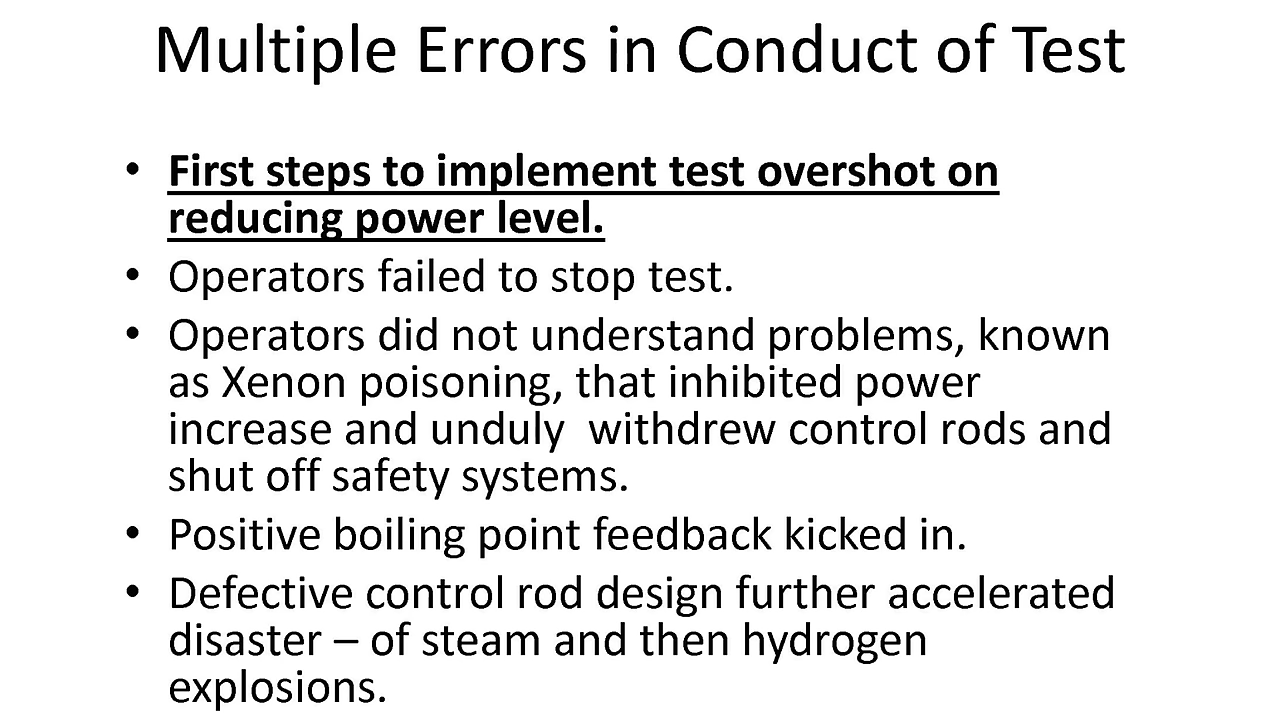 Multiple Errors in Conduct of Test
• First steps to implement test overshot on
reducing power level.
• Operators failed to stop test.
• Operators did not understand problems, known
as Xenon poisoning, that inhibited power
increase and unduly  withdrew control rods and
shut off safety systems.
• Positive boiling point feedback kicked in.
• Defective control rod design further accelerated
disaster – of steam and then hydrogen
explosions.